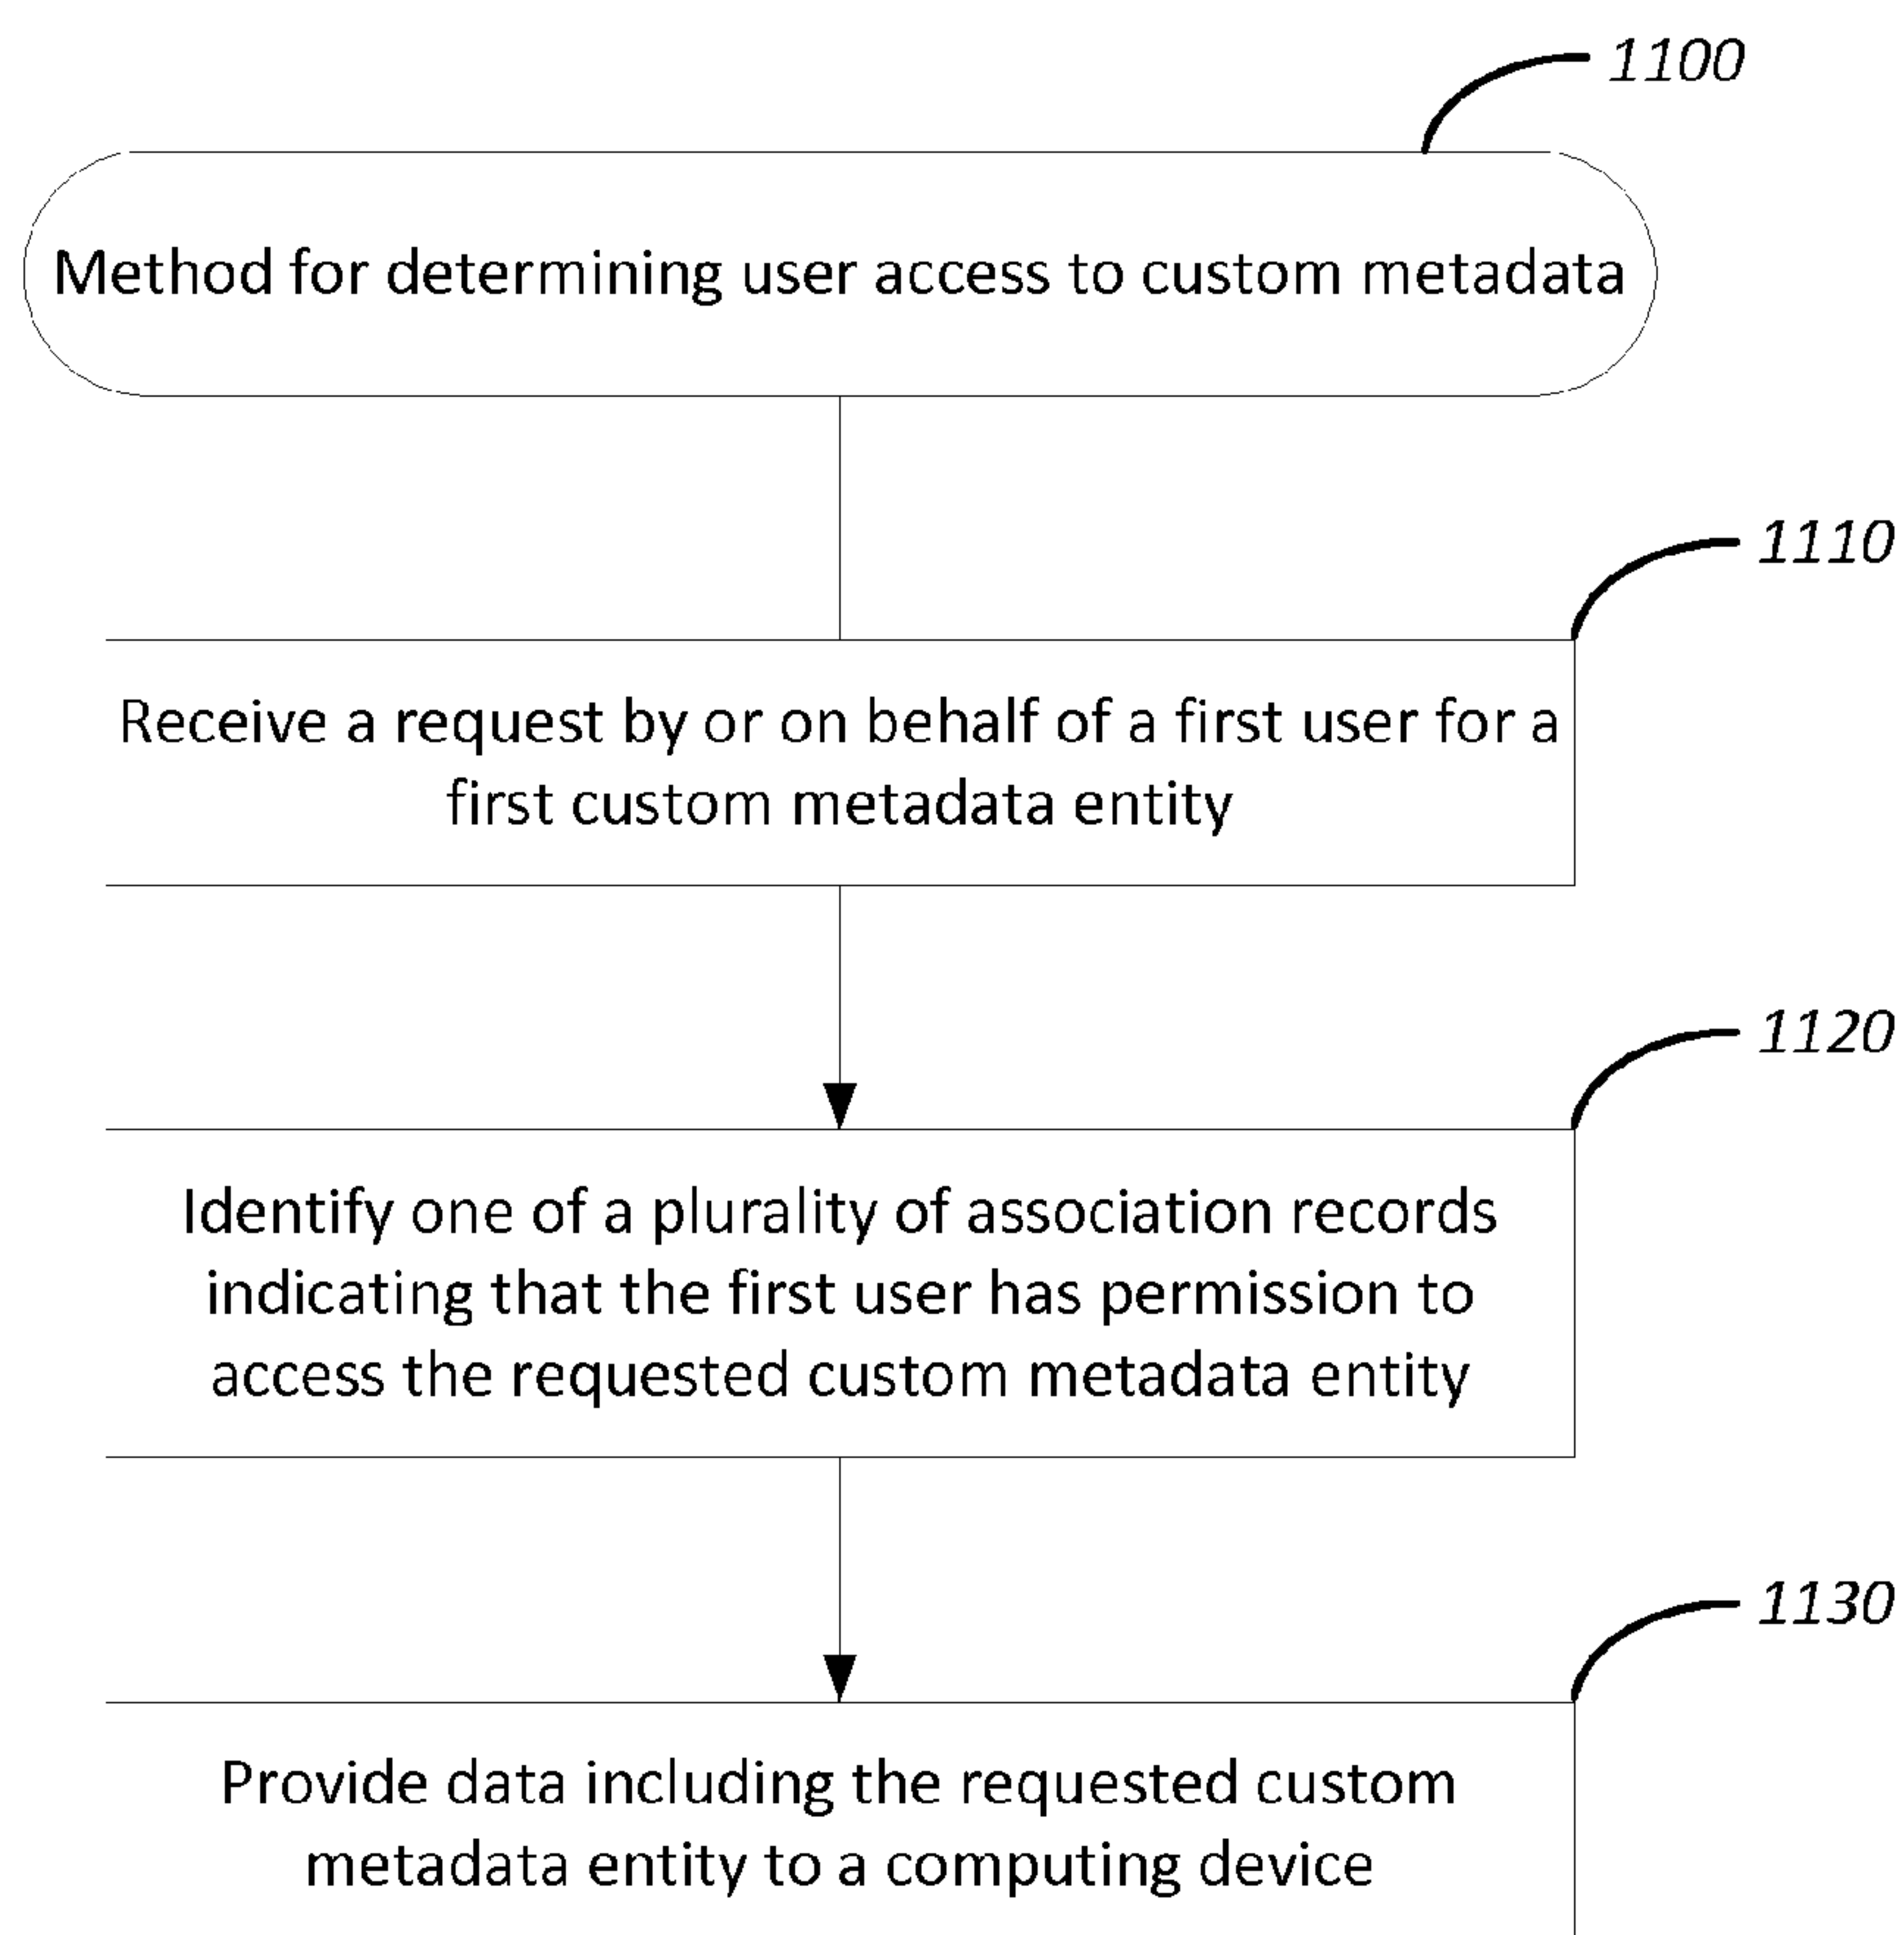 1100
Method for determining user access to custom metadata
1110
Receive a request by or on behalf of a first user for a
first custom metadata entity
1120
Identify one of a plurality of association records
indicating that the first user has permission to
access the requested custom metadata entity
1130
Provide data including the requested custom
metadata entity to a computing device